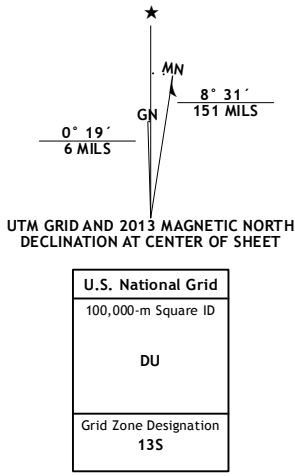 ★
MN
GN
8° 31´
151 MILS
0° 19´
6 MILS
UTM GRID AND 2013 MAGNETIC NORTH
DECLINATION AT CENTER OF SHEET
U.S. National Grid
100,000-m Square ID
DU
Grid Zone Designation
13S